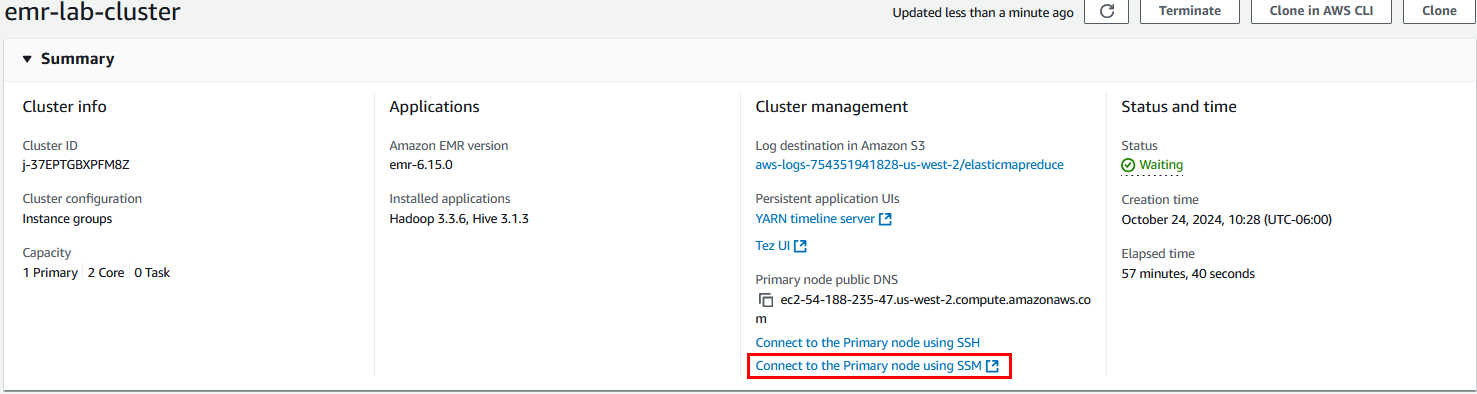 emr-lab-cluster
Updated less than a minute ago
Terminate
Clone in AWS CLI
Clone
Summary
Cluster info
Cluster ID
j-37EPTGBXPFM8Z
Cluster configuration
Instance groups
Capacity
1 Primary 2 Core 0 Task
Applications
Amazon EMR version
emr-6.15.0
Installed applications
Hadoop 3.3.6, Hive 3.1.3
Cluster management
Log destination in Amazon S3
aws-logs-754351941828-us-west-2/elasticmapreduce
Persistent application UIs
YARN timeline server
Tez UI
Primary node public DNS
ec2-54-188-235-47.us-west-2.compute.amazonaws.co
m
Connect to the Primary node using SSH
Connect to the Primary node using SSM
Status and time
Status
Waiting
Creation time
October 24, 2024, 10:28 (UTC-06:00)
Elapsed time
57 minutes, 40 seconds